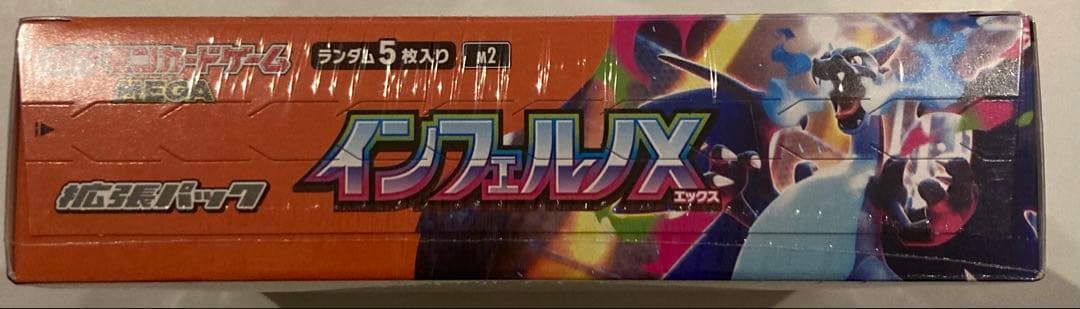 ポケモンカードゲーム
MEGA
ランダム5枚入り
M2
拡張パック
インフェルノX
エックス